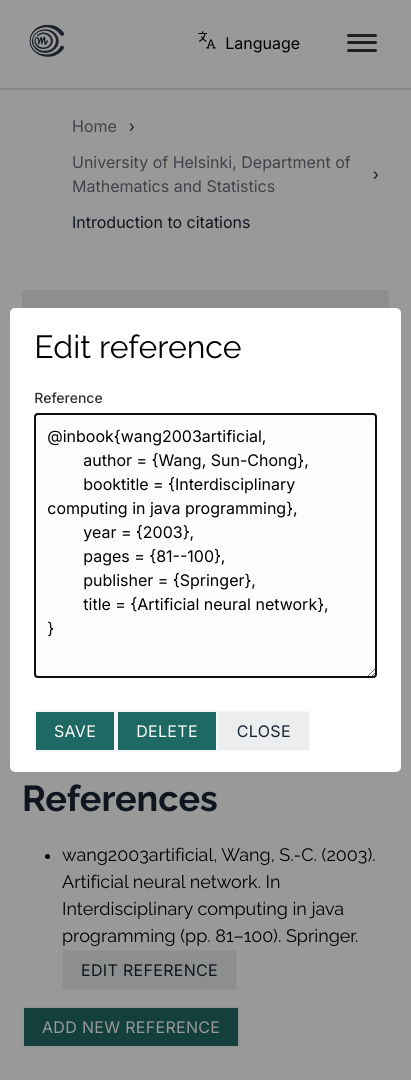 Language
Home
University of Helsinki, Department of
Mathematics and Statistics
Introduction to citations
Edit reference
Reference
@inbook{wang2003artificial,
author = {Wang, Sun-Chong},
booktitle = {Interdisciplinary
computing in java programming},
year = {2003},
pages = {81--100},
publisher = {Springer},
title = {Artificial neural network},
}
SAVE DELETE CLOSE
References
• wang2003artificial, Wang, S.-C. (2003).
Artificial neural network. In
Interdisciplinary computing in java
programming (pp. 81–100). Springer.
EDIT REFERENCE
ADD NEW REFERENCE